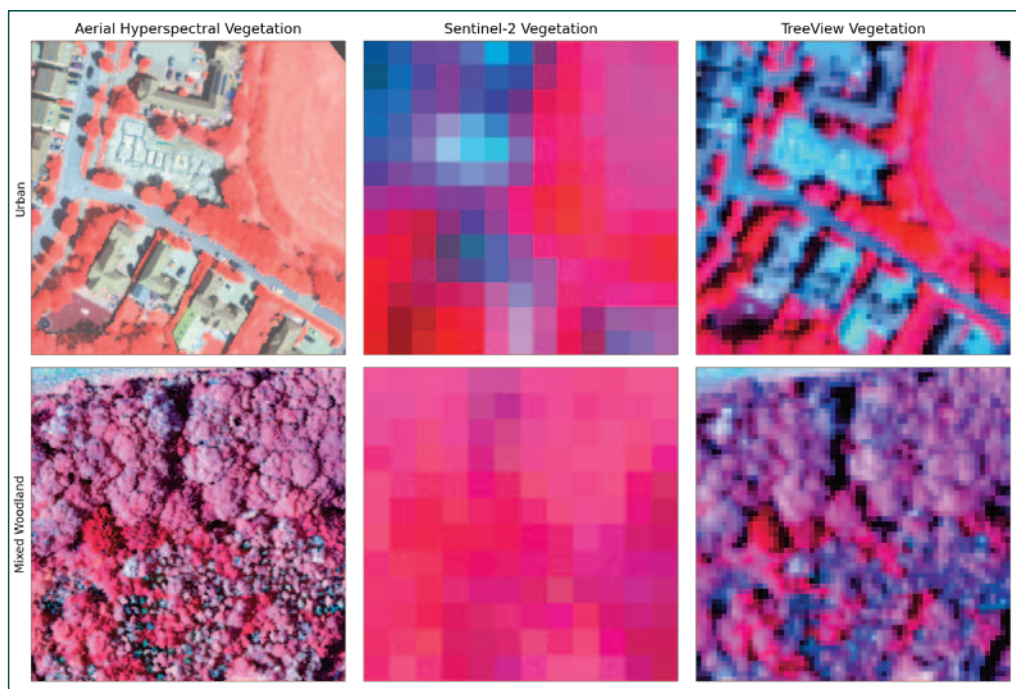 Aerial Hyperspectral Vegetation
Sentinel-2 Vegetation
TreeView Vegetation
Urban
Mixed Woodland